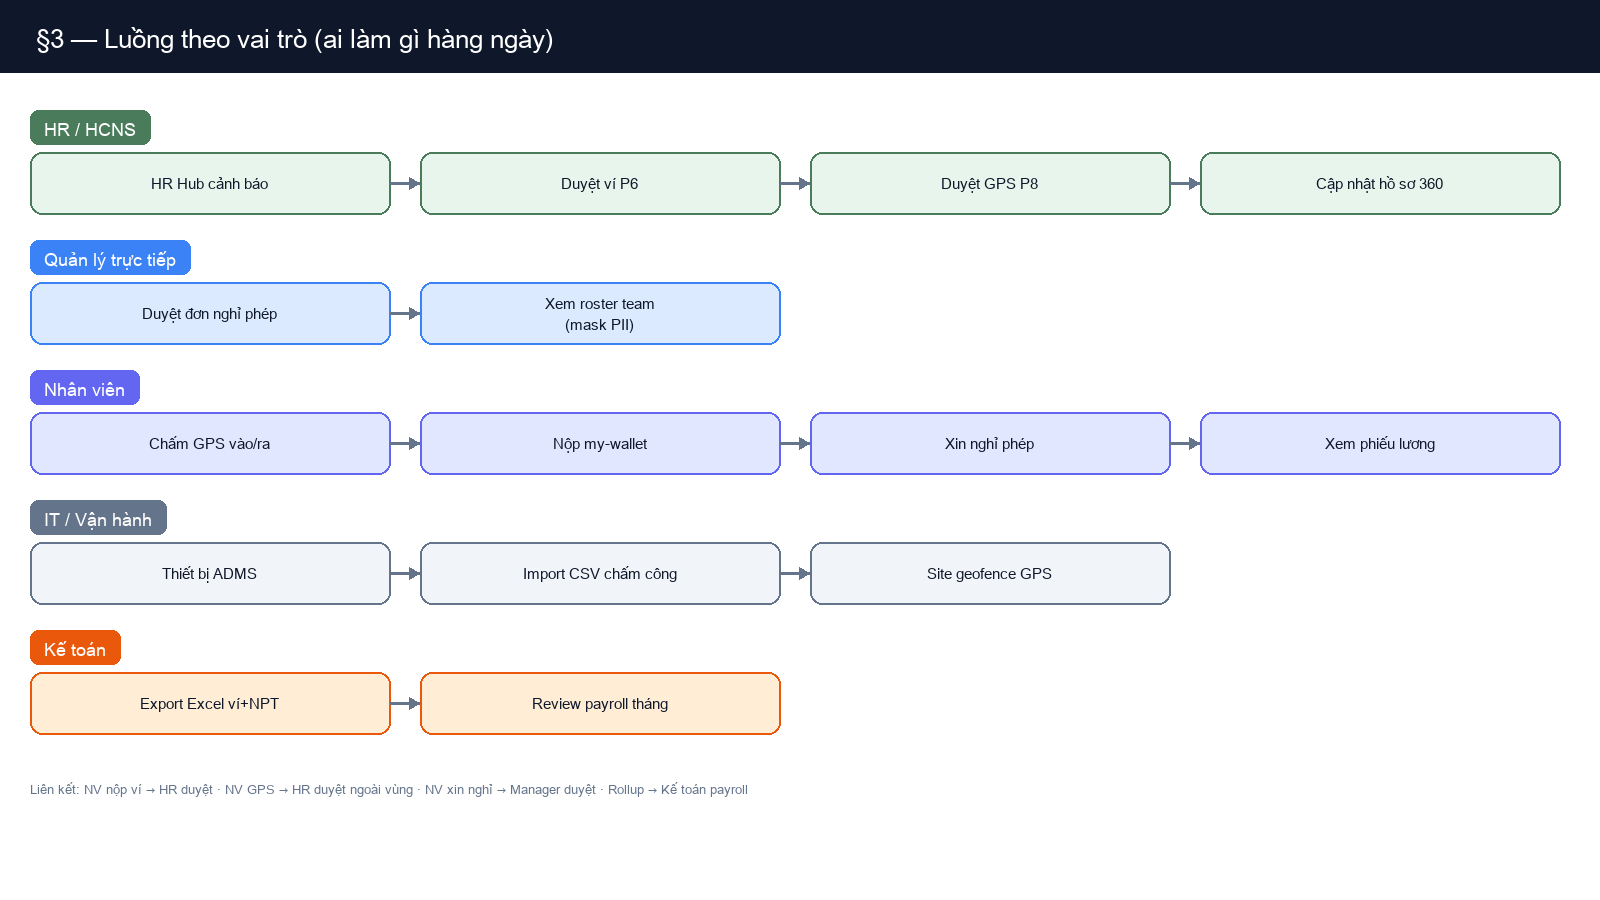 §3 — Luồng theo vai trò (ai làm gì hàng ngày)
HR / HCNS
HR Hub cảnh báo
Duyệt ví P6
Duyệt GPS P8
Cập nhật hồ sơ 360
Quản lý trực tiếp
Duyệt đơn nghỉ phép
Xem roster team
(mask PII)
Nhân viên
Chấm GPS vào/ra
Nộp my-wallet
Xin nghỉ phép
Xem phiếu lương
IT / Vận hành
Thiết bị ADMS
Import CSV chấm công
Site geofence GPS
Kế toán
Export Excel ví+NPT
Review payroll tháng
Liên kết: NV nộp ví → HR duyệt · NV GPS → HR duyệt ngoài vùng · NV xin nghỉ → Manager duyệt · Rollup → Kế toán payroll